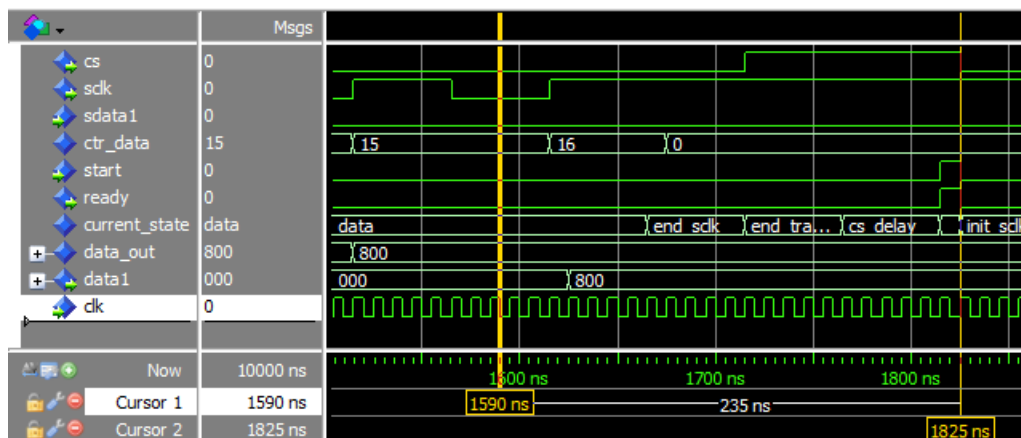 Msgs
cs 0
sclk 0
sdata1 0
ctr_data 15 15 16 0
start 0
ready 0
current_state data data end sclk end tra... cs delay init sclk
data_out 800 800
data1 000 000 800
clk 0
Now 10000 ns 1600 ns 1700 ns 1800 ns
Cursor 1 1590 ns 1590 ns 235 ns
Cursor 2 1825 ns 1825 ns